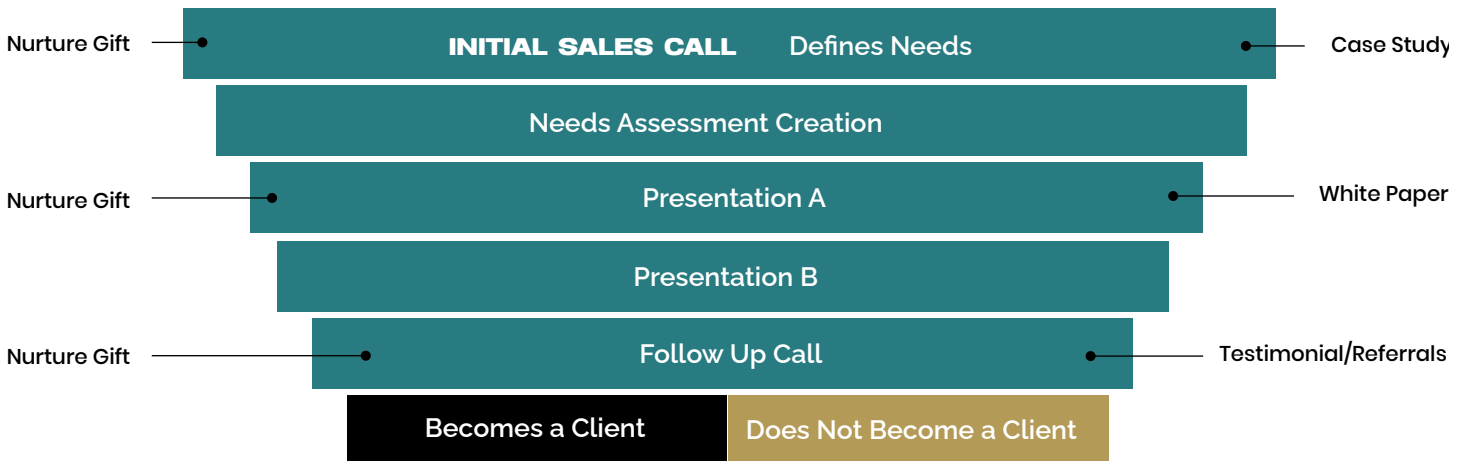 Nurture Gift INITIAL SALES CALL Defines Needs Case Study
Needs Assessment Creation
Nurture Gift Presentation A White Paper
Presentation B
Nurture Gift Follow Up Call Testimonial/Referrals
Becomes a Client Does Not Become a Client